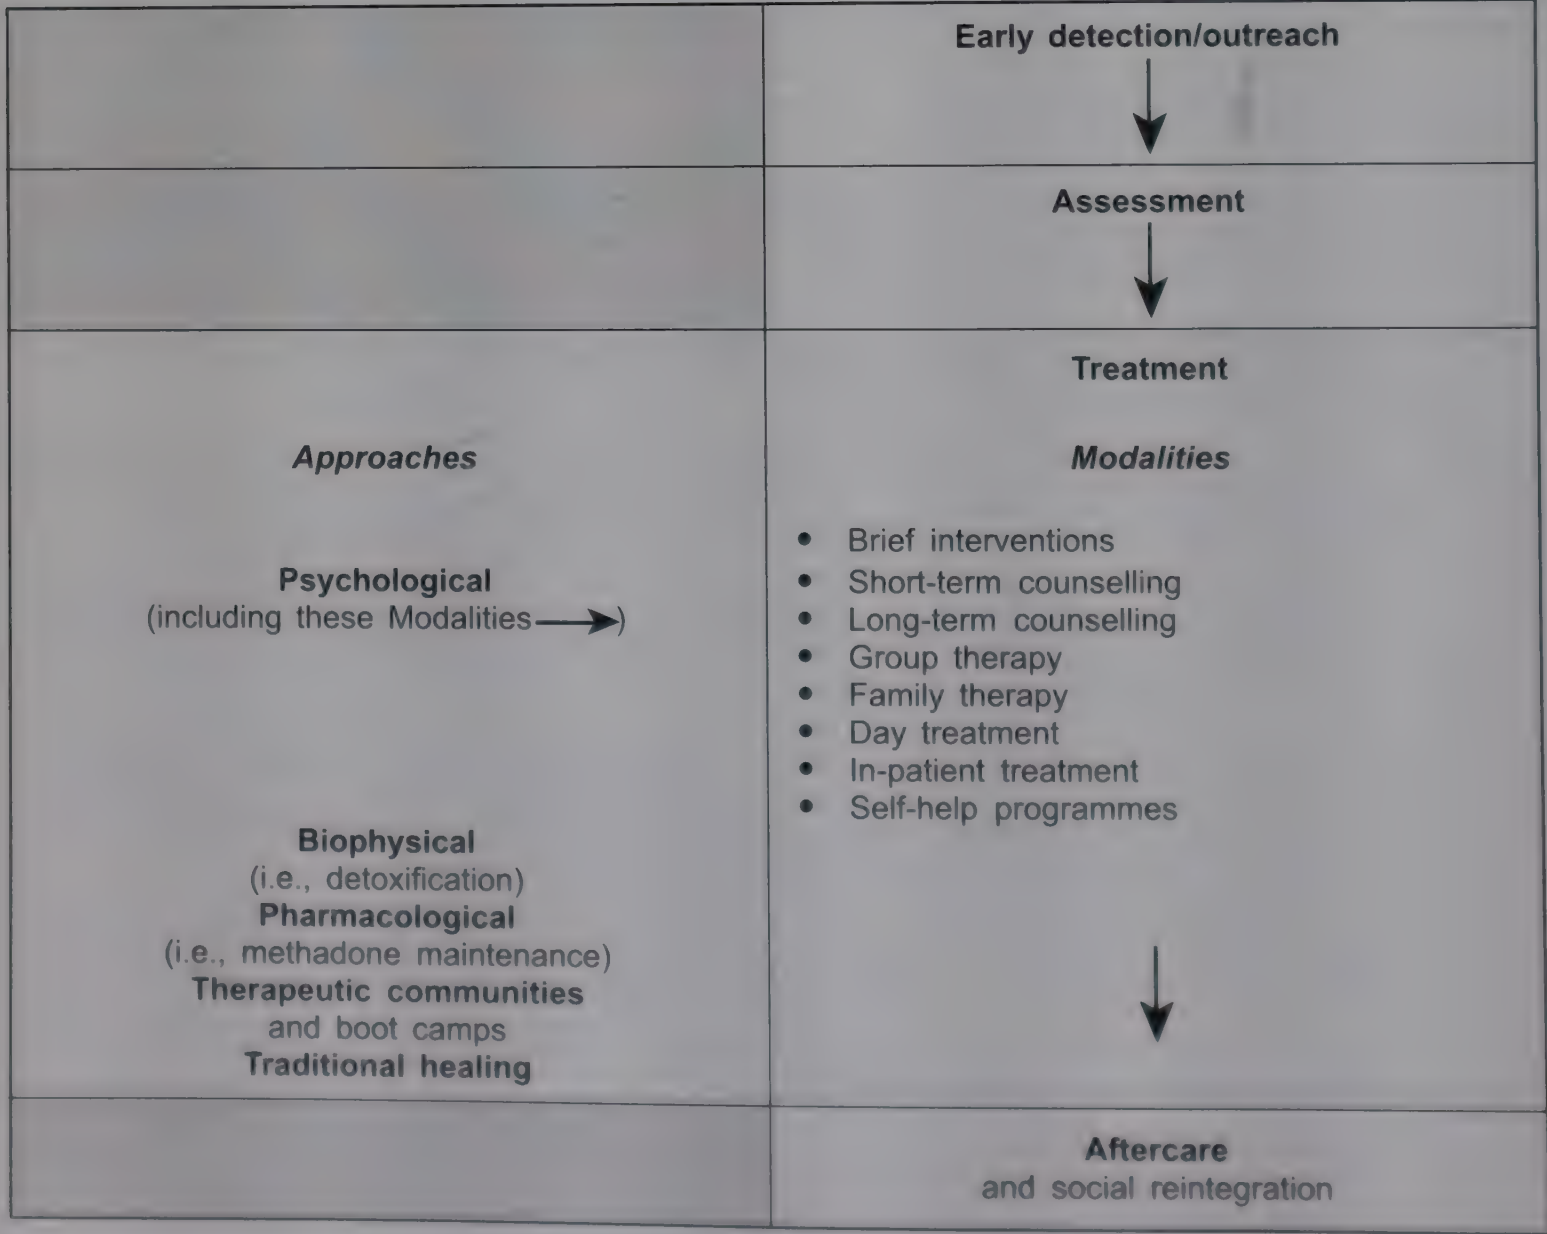 Early detection/outreach
Assessment
Treatment
Approaches
Modalities
Psychological
(including these Modalities
)
• Brief interventions
• Short-term counselling
• Long-term counselling
• Group therapy
• Family therapy
• Day treatment
• In-patient treatment
• Self-help programmes
Biophysical
(i.e., detoxification)
Pharmacological
(i.e., methadone maintenance)
Therapeutic communities
and boot camps
Traditional healing
Aftercare
and social reintegration